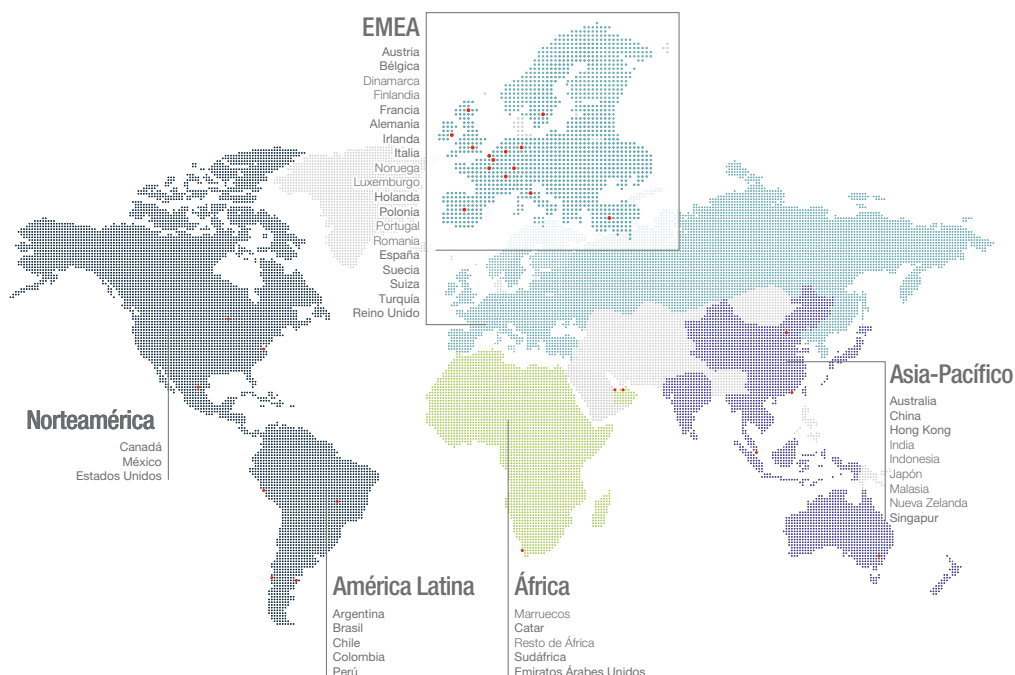 EMEA
Austria
Bélgica
Dinamarca
Finlandia
Francia
Alemania
Irlanda
Italia
Noruega
Luxemburgo
Holanda
Polonia
Portugal
Romania
España
Suecia
Suiza
Turquía
Reino Unido
Norteamérica
Canadá
México
Estados Unidos
Asia-Pacífico
Australia
China
Hong Kong
India
Indonesia
Japón
Malasia
Nueva Zelanda
Singapur
América Latina
Argentina
Brasil
Chile
Colombia
Perú
África
Marruecos
Catar
Resto de África
Sudáfrica
Emiratos Árabes Unidos